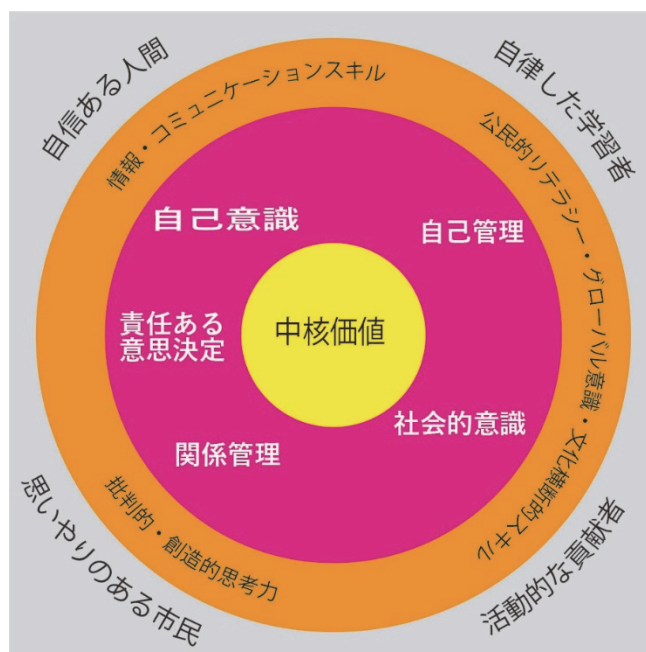 自信ある人間
自律した学習者
情報・コミュニケーションスキル
公民的リテラシー・グローバル意識・文化横断的スキル
自己意識
自己管理
責任ある
意思決定
中核価値
社会的意識
関係管理
批判的・創造的思考力
思いやりのある市民
活動的な貢献者